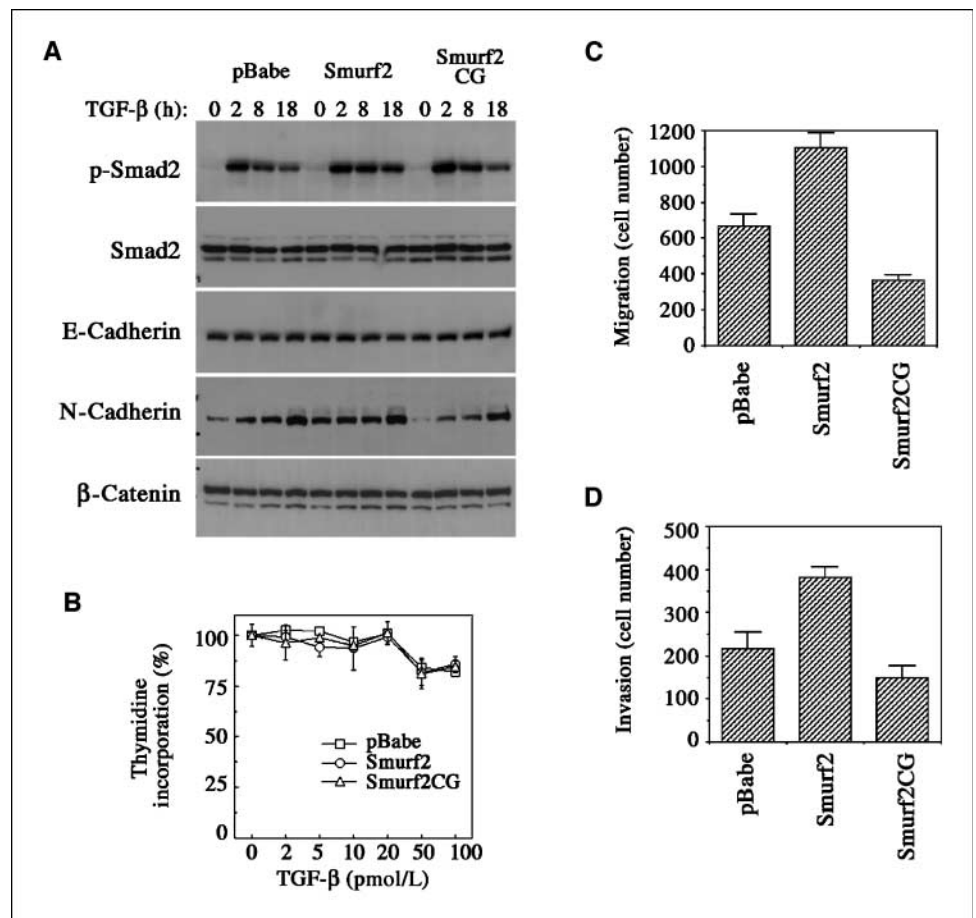 A
pBabe Smurf2 Smurf2 CG
TGF-β (h): 0 2 8 18 0 2 8 18 0 2 8 18
p-Smad2
Smad2
E-Cadherin
N-Cadherin
β-Catenin
B
Thymidine
incorporation (%)
100
75
50
25
0
pBabe
Smurf2
Smurf2CG
0 2 5 10 20 50 100
TGF-β (pmol/L)
C
Migration (cell number)
1200
1000
800
600
400
200
0
pBabe
Smurf2
Smurf2CG
D
Invasion (cell number)
500
400
300
200
100
0
pBabe
Smurf2
Smurf2CG